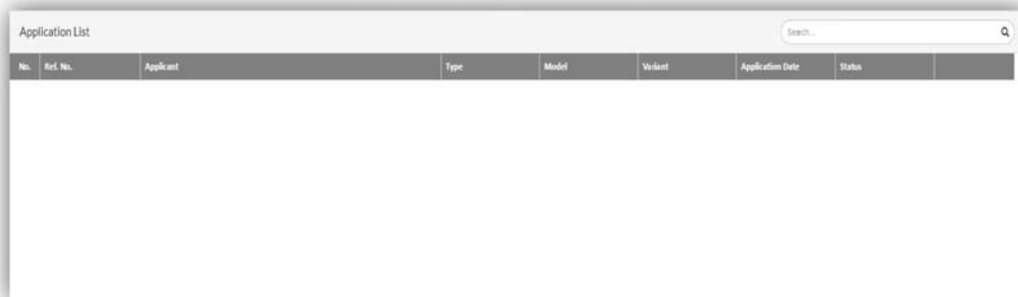 Application List
Search...
No. Ref. No. Applicant Type Model Variant Application Date Status